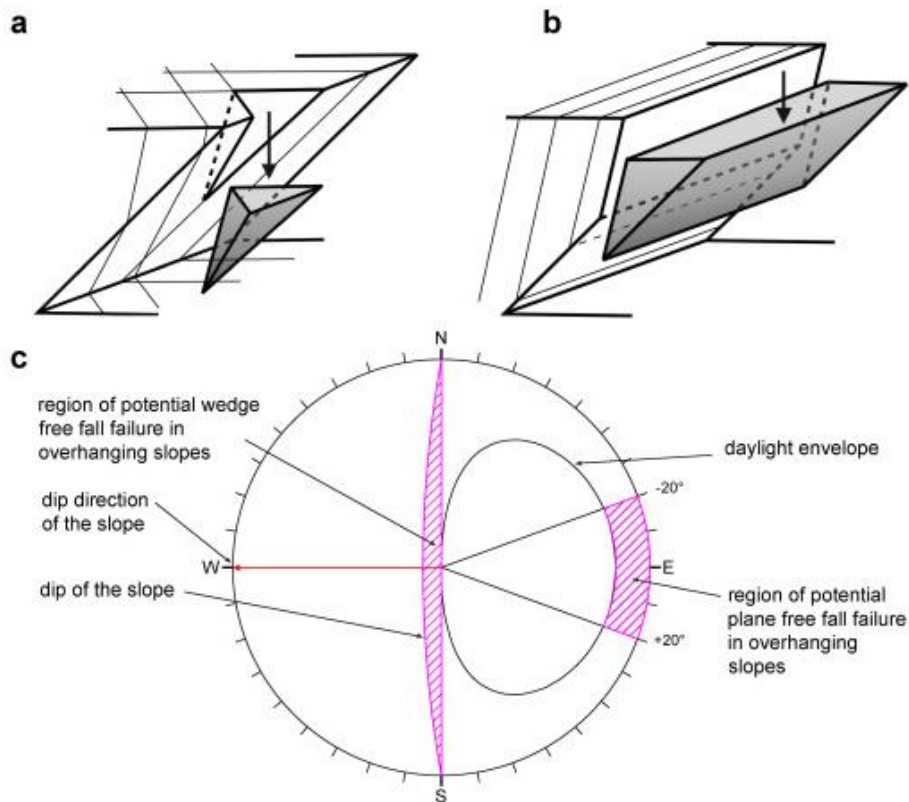 a
b
c
N
region of potential wedge
free fall failure in
overhanging slopes
daylight envelope
-20°
dip direction
of the slope
W
E
dip of the slope
region of potential
plane free fall failure
in overhanging
slopes
+20°
S